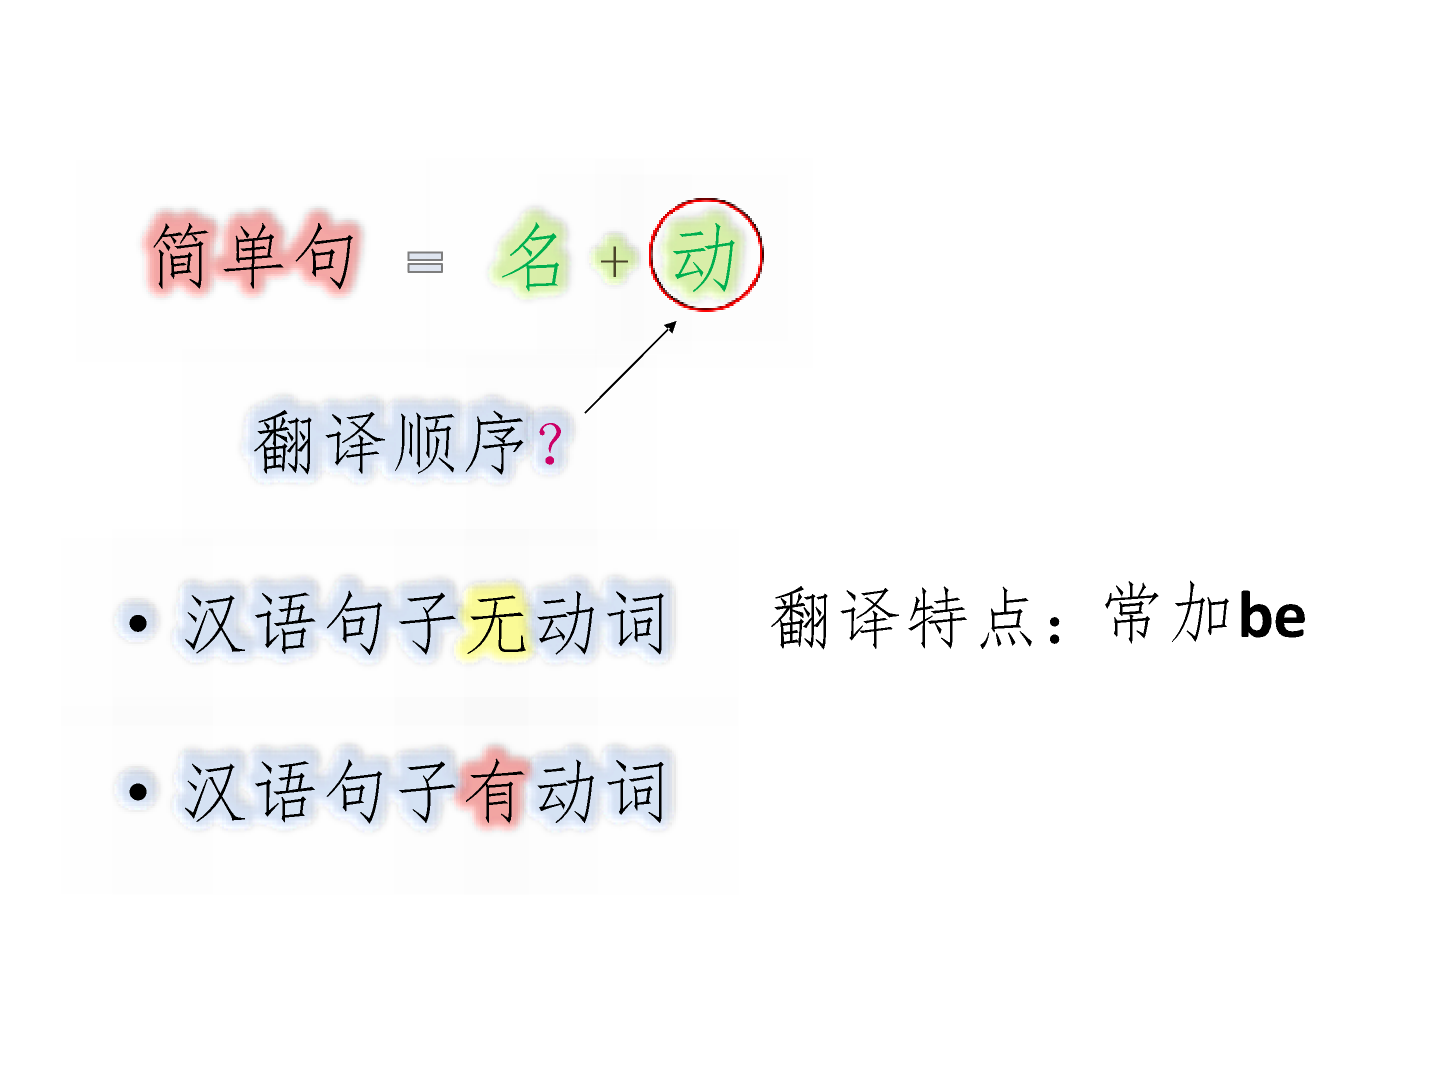 简单句 = 名 + 动
翻译顺序？
• 汉语句子无动词 翻译特点：常加be
• 汉语句子有动词